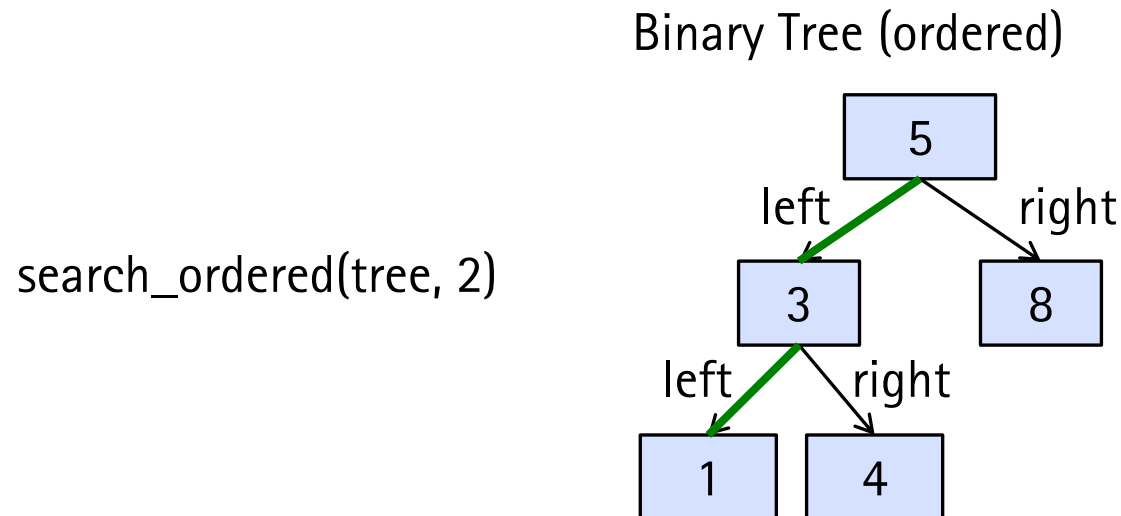 Binary Tree (ordered)
5
left right
search_ordered(tree, 2)
3 8
left right
1 4